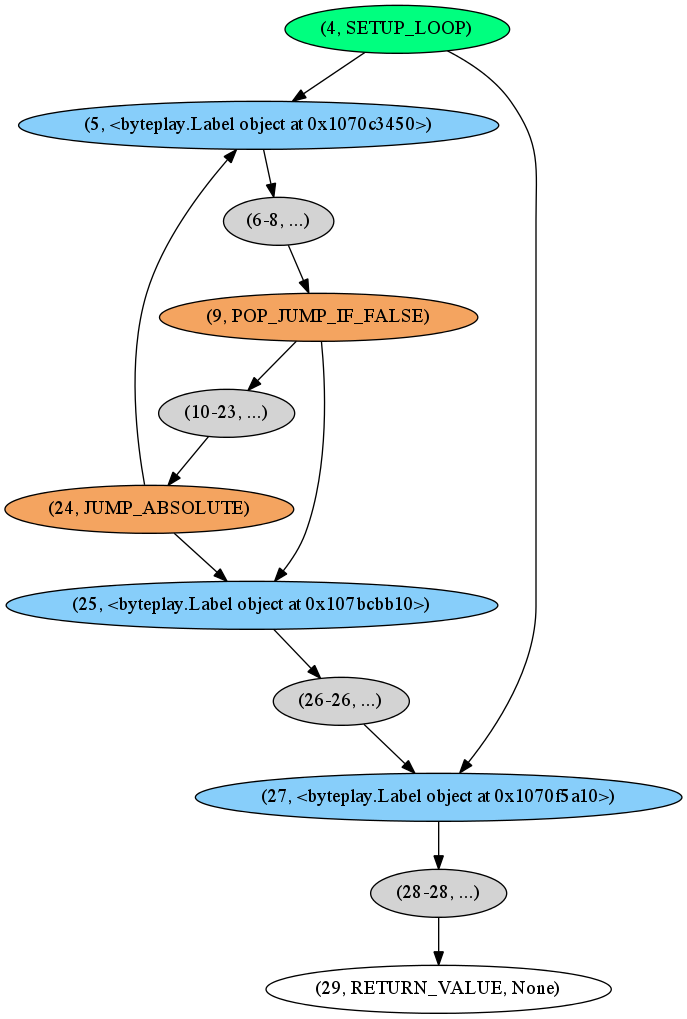 (4, SETUP_LOOP)
(5, <byteplay.Label object at 0x1070c3450>)
(6-8, ...)
(9, POP_JUMP_IF_FALSE)
(10-23, ...)
(24, JUMP_ABSOLUTE)
(25, <byteplay.Label object at 0x107bcbb10>)
(26-26, ...)
(27, <byteplay.Label object at 0x1070f5a10>)
(28-28, ...)
(29, RETURN_VALUE, None)